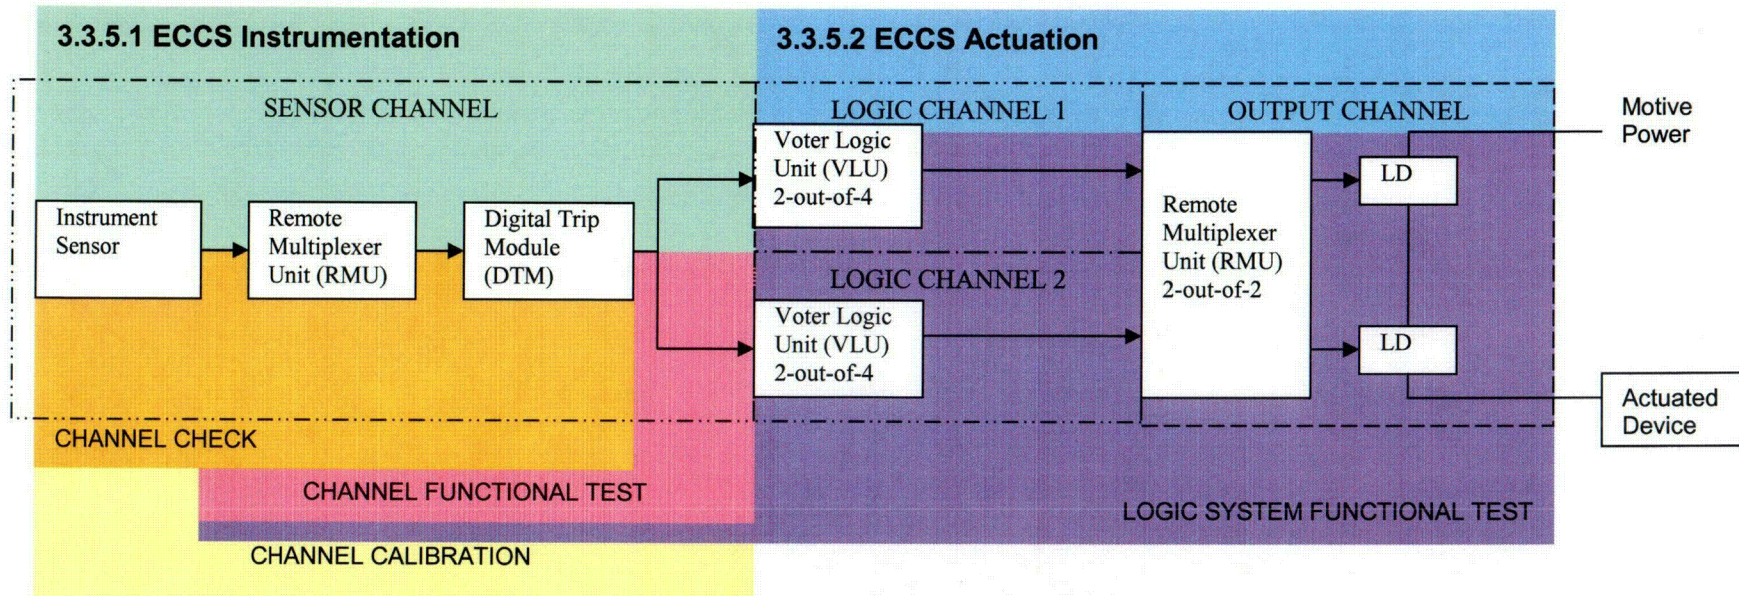 3.3.5.1 ECCS Instrumentation
3.3.5.2 ECCS Actuation
SENSOR CHANNEL
LOGIC CHANNEL 1
OUTPUT CHANNEL
Motive
Power
Instrument
Sensor
Remote
Multiplexer
Unit (RMU)
Digital Trip
Module
(DTM)
Voter Logic
Unit (VLU)
2-out-of-4
LOGIC CHANNEL 2
Voter Logic
Unit (VLU)
2-out-of-4
Remote
Multiplexer
Unit (RMU)
2-out-of-2
LD
LD
Actuated
Device
CHANNEL CHECK
CHANNEL FUNCTIONAL TEST
LOGIC SYSTEM FUNCTIONAL TEST
CHANNEL CALIBRATION